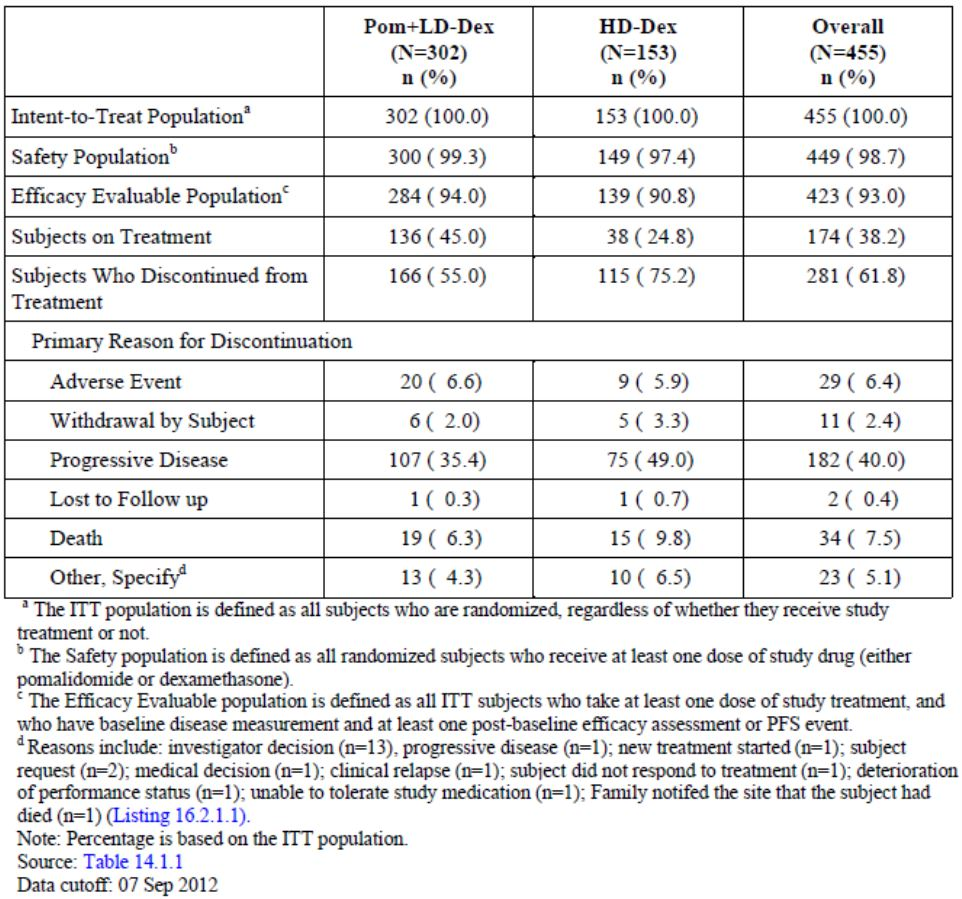 Pom+LD-Dex HD-Dex Overall
(N=302) (N=153) (N=455)
n (%) n (%) n (%)
Intent-to-Treat Population^a 302 (100.0) 153 (100.0) 455 (100.0)
Safety Population^b 300 ( 99.3) 149 ( 97.4) 449 ( 98.7)
Efficacy Evaluable Population^c 284 ( 94.0) 139 ( 90.8) 423 ( 93.0)
Subjects on Treatment 136 ( 45.0) 38 ( 24.8) 174 ( 38.2)
Subjects Who Discontinued from 166 ( 55.0) 115 ( 75.2) 281 ( 61.8)
Treatment
Primary Reason for Discontinuation
Adverse Event 20 ( 6.6) 9 ( 5.9) 29 ( 6.4)
Withdrawal by Subject 6 ( 2.0) 5 ( 3.3) 11 ( 2.4)
Progressive Disease 107 ( 35.4) 75 ( 49.0) 182 ( 40.0)
Lost to Follow up 1 ( 0.3) 1 ( 0.7) 2 ( 0.4)
Death 19 ( 6.3) 15 ( 9.8) 34 ( 7.5)
Other, Specify^d 13 ( 4.3) 10 ( 6.5) 23 ( 5.1)
^a The ITT population is defined as all subjects who are randomized, regardless of whether they receive study
treatment or not.
^b The Safety population is defined as all randomized subjects who receive at least one dose of study drug (either
pomalidomide or dexamethasone).
^c The Efficacy Evaluable population is defined as all ITT subjects who take at least one dose of study treatment, and
who have baseline disease measurement and at least one post-baseline efficacy assessment or PFS event.
^d Reasons include: investigator decision (n=13), progressive disease (n=1); new treatment started (n=1); subject
request (n=2); medical decision (n=1); clinical relapse (n=1); subject did not respond to treatment (n=1); deterioration
of performance status (n=1); unable to tolerate study medication (n=1); Family notifed the site that the subject had
died (n=1) (Listing 16.2.1.1).
Note: Percentage is based on the ITT population.
Source: Table 14.1.1
Data cutoff: 07 Sep 2012